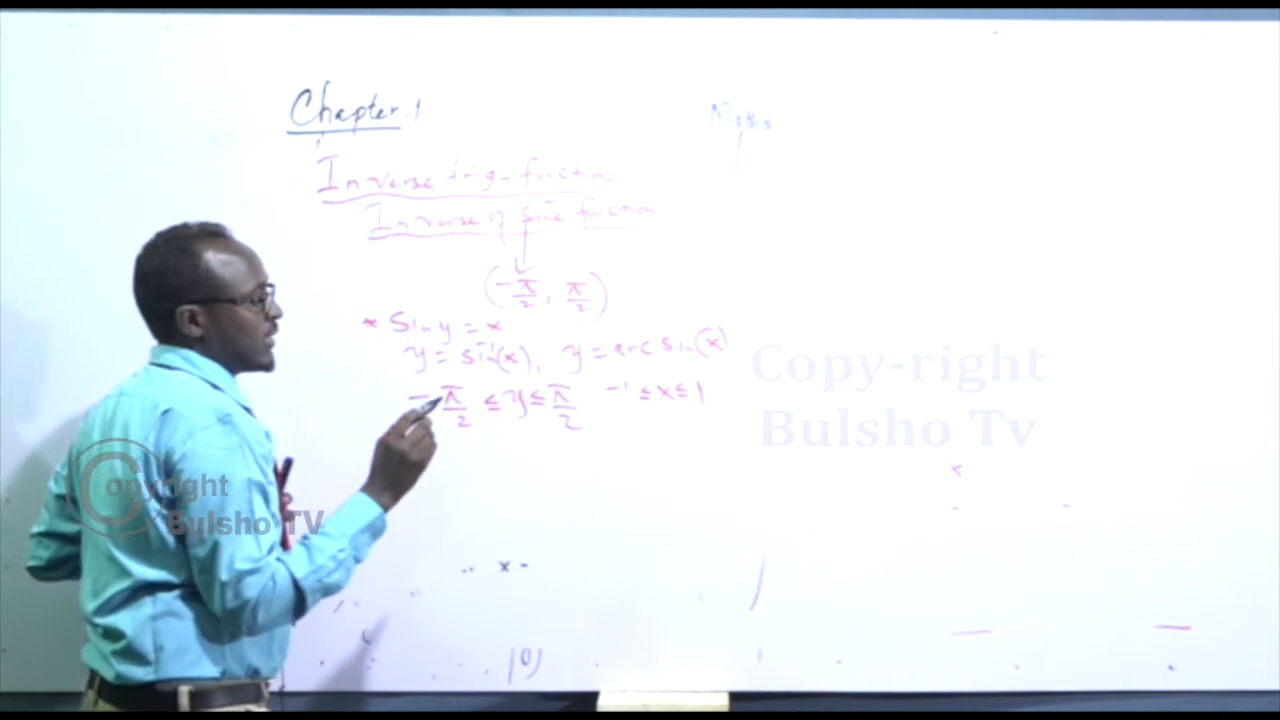 Chapter 1
Maths
Inverse trig-function
Inverse of sine function
(-π/2, π/2)
* Sin y = x
y = sin⁻¹(x), y = arc sin(x)
-π/2 ≤ y ≤ π/2 -1 ≤ x ≤ 1
Copy-right
Bulsho Tv
Copyright
Bulsho TV